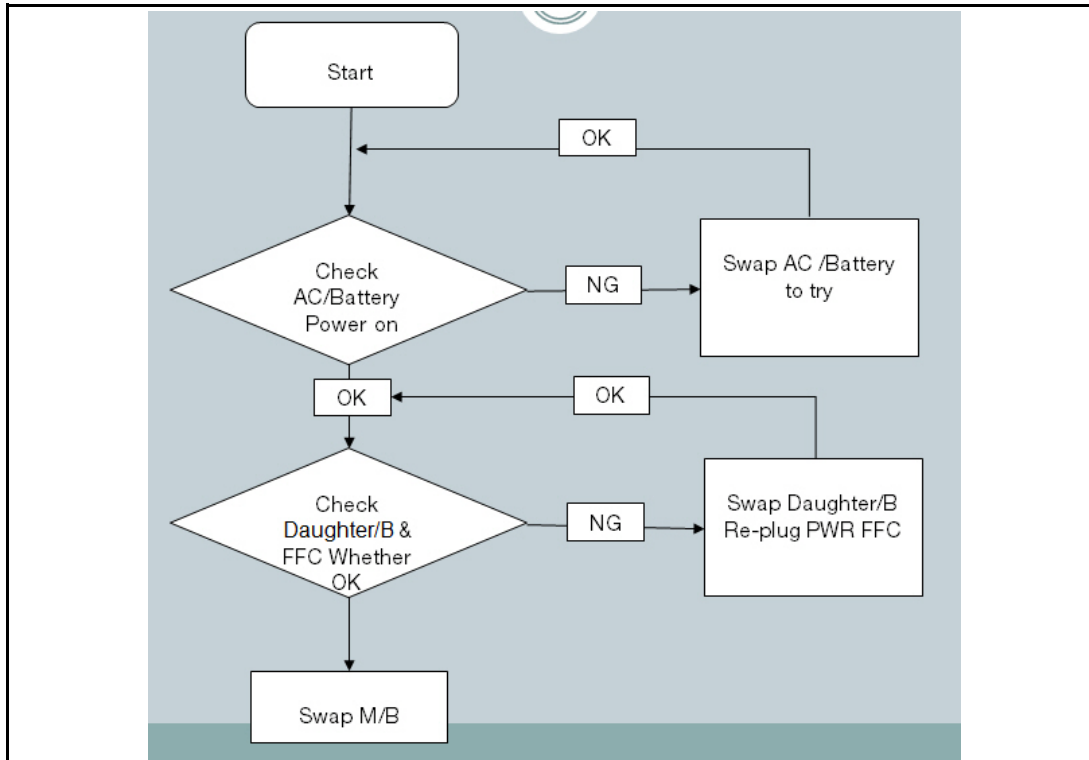 Start
OK
Check
AC/Battery
Power on
NG
Swap AC /Battery
to try
OK
OK
Check
Daughter/B &
FFC Whether
OK
NG
Swap Daughter/B
Re-plug PWR FFC
Swap M/B